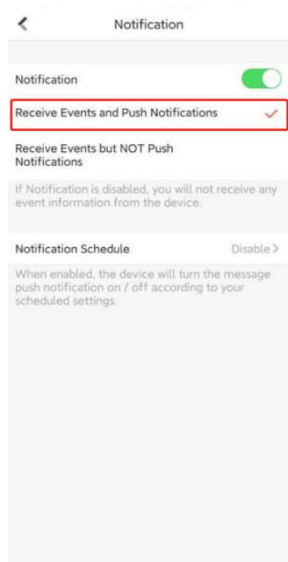 Notification
Notification
Receive Events and Push Notifications
Receive Events but NOT Push
Notifications
If Notification is disabled, you will not receive any
event information from the device.
Notification Schedule Disable >
When enabled, the device will turn the message
push notification on / off according to your
scheduled settings.